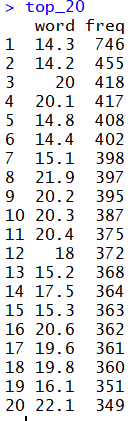 > top_20
word freq
1 14.3 746
2 14.2 455
3 20 418
4 20.1 417
5 14.8 408
6 14.4 402
7 15.1 398
8 21.9 397
9 20.2 395
10 20.3 387
11 20.4 375
12 18 372
13 15.2 368
14 17.5 364
15 15.3 363
16 20.6 362
17 19.6 361
18 19.8 360
19 16.1 351
20 22.1 349